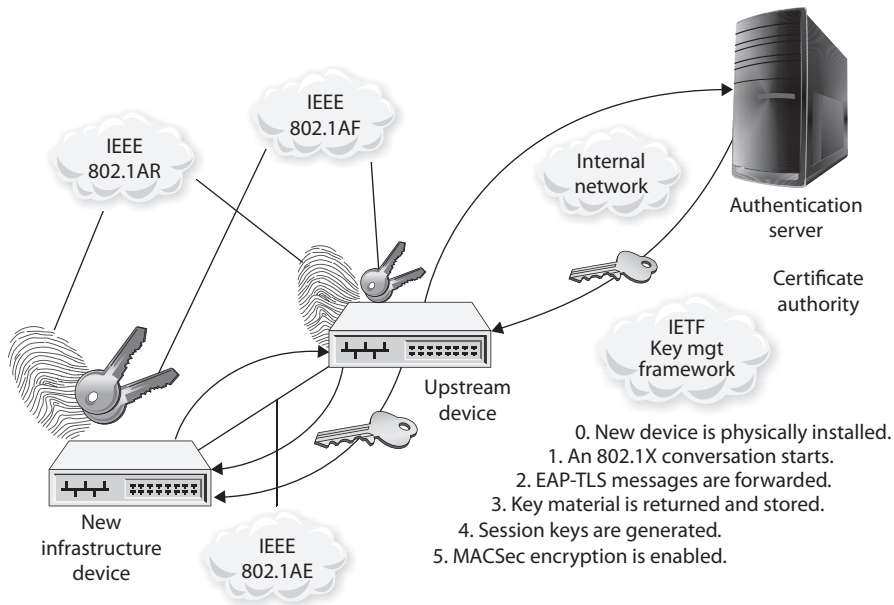 IEEE
802.1AF
IEEE
802.1AR
Internal
network
Authentication
server
Certificate
authority
IETF
Key mgt
framework
Upstream
device
0. New device is physically installed.
1. An 802.1X conversation starts.
2. EAP-TLS messages are forwarded.
3. Key material is returned and stored.
4. Session keys are generated.
5. MACSec encryption is enabled.
New
infrastructure
device
IEEE
802.1AE